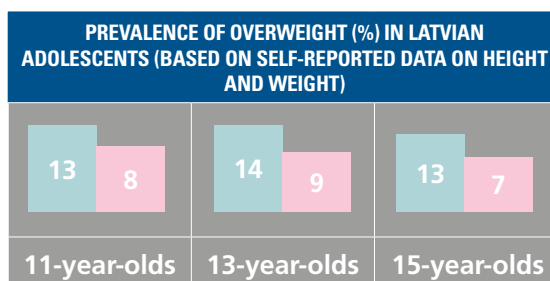 PREVALENCE OF OVERWEIGHT (%) IN LATVIAN
ADOLESCENTS (BASED ON SELF-REPORTED DATA ON HEIGHT
AND WEIGHT)
13 8 14 9 13 7
11-year-olds 13-year-olds 15-year-olds